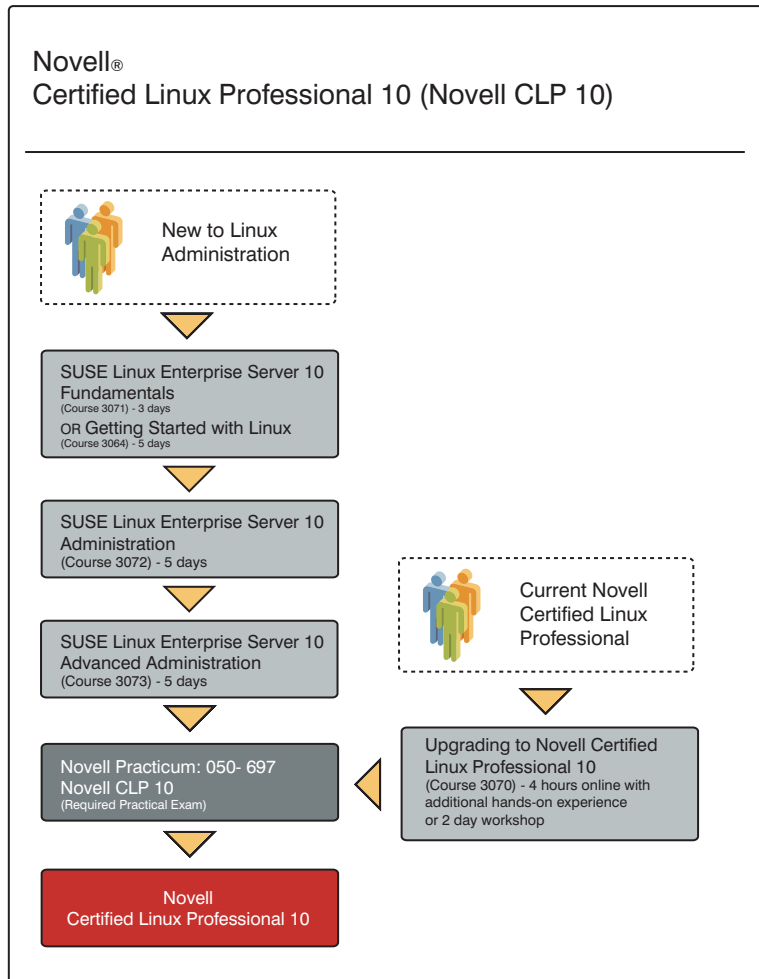 Novell®
Certified Linux Professional 10 (Novell CLP 10)
New to Linux
Administration
SUSE Linux Enterprise Server 10
Fundamentals
(Course 3071) - 3 days
OR Getting Started with Linux
(Course 3064) - 5 days
SUSE Linux Enterprise Server 10
Administration
(Course 3072) - 5 days
SUSE Linux Enterprise Server 10
Advanced Administration
(Course 3073) - 5 days
Current Novell
Certified Linux
Professional
Upgrading to Novell Certified
Linux Professional 10
(Course 3070) - 4 hours online with
additional hands-on experience
or 2 day workshop
Novell Practicum: 050- 697
Novell CLP 10
(Required Practical Exam)
Novell
Certified Linux Professional 10